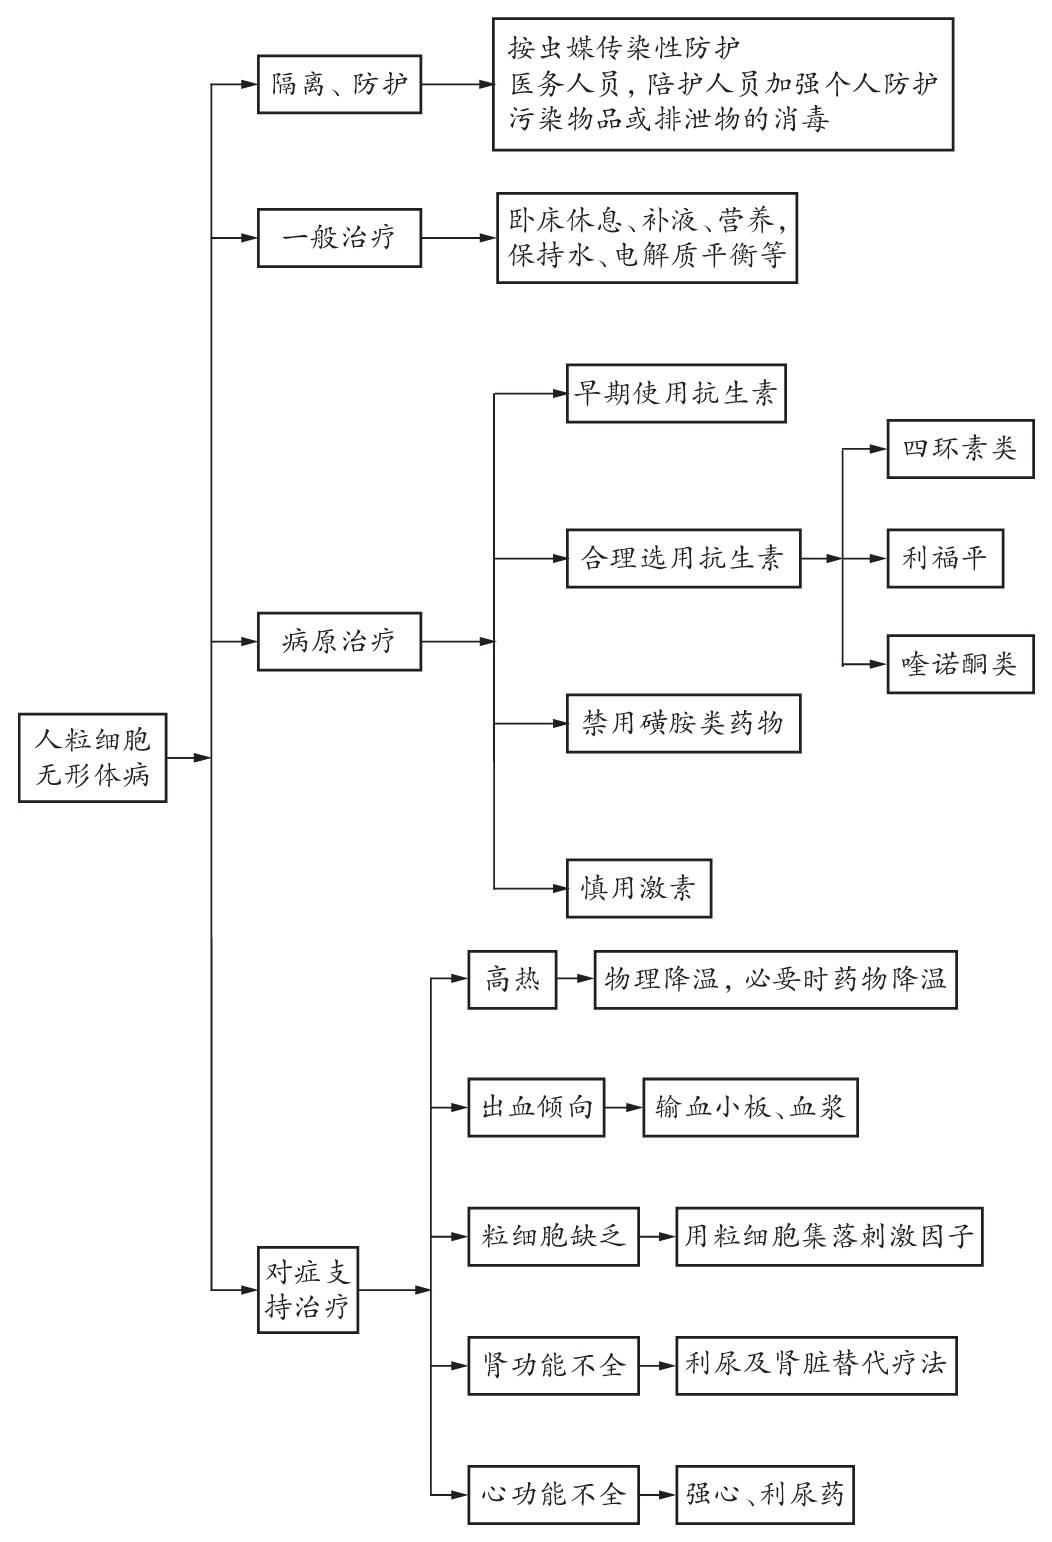 人粒细胞
无形体病
隔离、防护
按虫媒传染性防护
医务人员，陪护人员加强个人防护
污染物品或排泄物的消毒
一般治疗
卧床休息、补液、营养，
保持水、电解质平衡等
病原治疗
早期使用抗生素
合理选用抗生素
四环素类
利福平
喹诺酮类
禁用磺胺类药物
慎用激素
对症支
持治疗
高热
物理降温，必要时药物降温
出血倾向
输血小板、血浆
粒细胞缺乏
用粒细胞集落刺激因子
肾功能不全
利尿及肾脏替代疗法
心功能不全
强心、利尿药